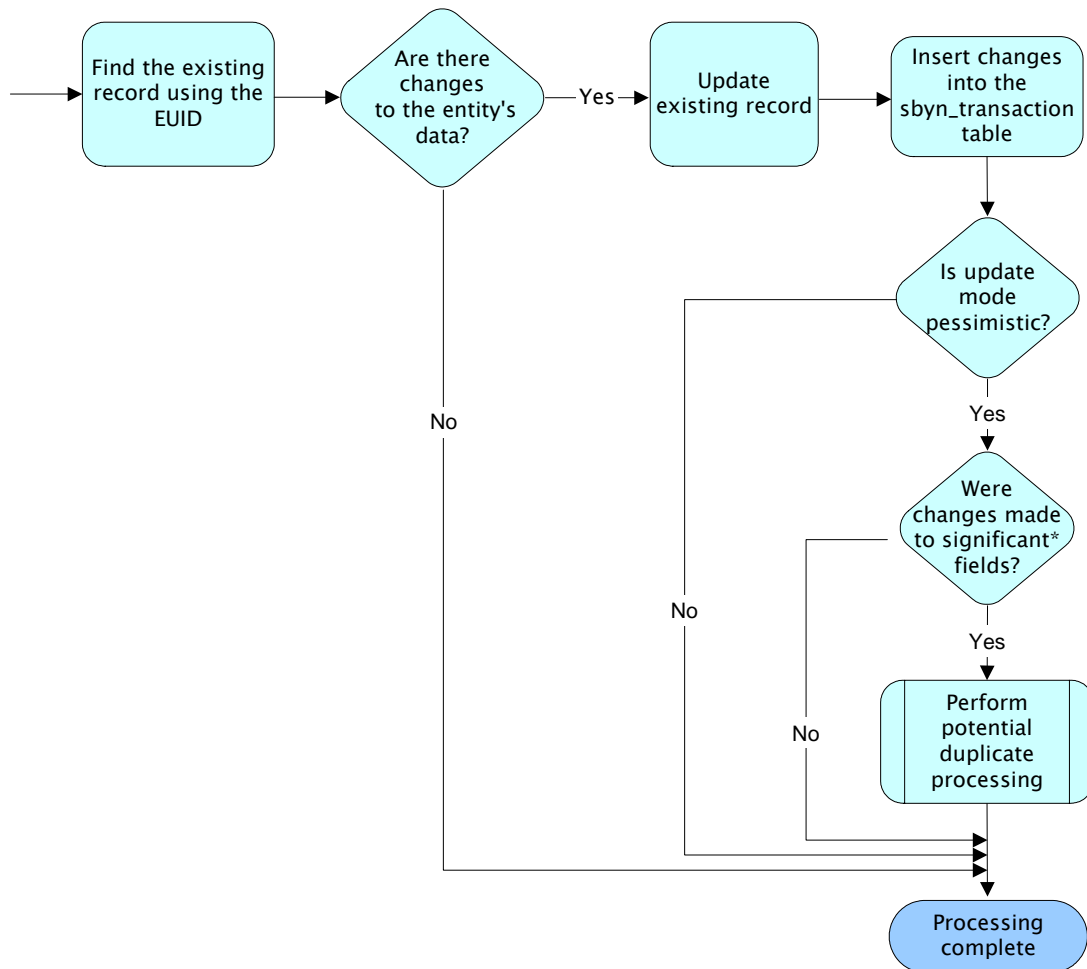 Find the existing
record using the
EUID
Are there
changes
to the entity's
data?
Yes
Update
existing record
Insert changes
into the
sbyn_transaction
table
Is update
mode
pessimistic?
Yes
No
Were
changes made
to significant*
fields?
No
Yes
Perform
potential
duplicate
processing
No
Processing
complete